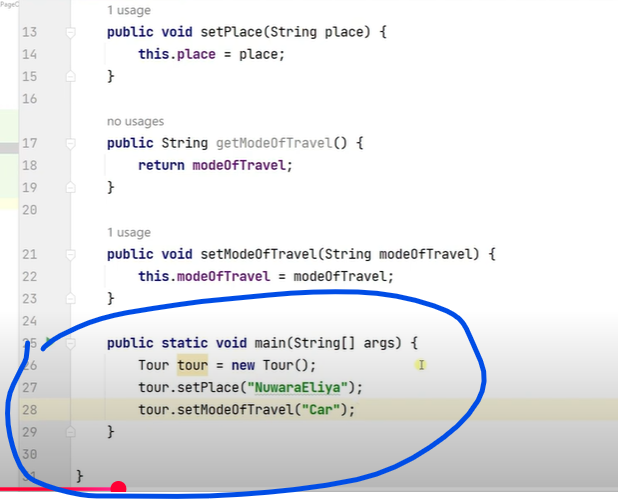 PageC
1 usage
13 public void setPlace(String place) {
14 this.place = place;
15 }
16
no usages
17 public String getModeOfTravel() {
18 return modeOfTravel;
19 }
20
1 usage
21 public void setModeOfTravel(String modeOfTravel) {
22 this.modeOfTravel = modeOfTravel;
23 }
24
25 public static void main(String[] args) {
26 Tour tour = new Tour();
27 tour.setPlace("NuwaraEliya");
28 tour.setModeOfTravel("Car");
29 }
30
31 }